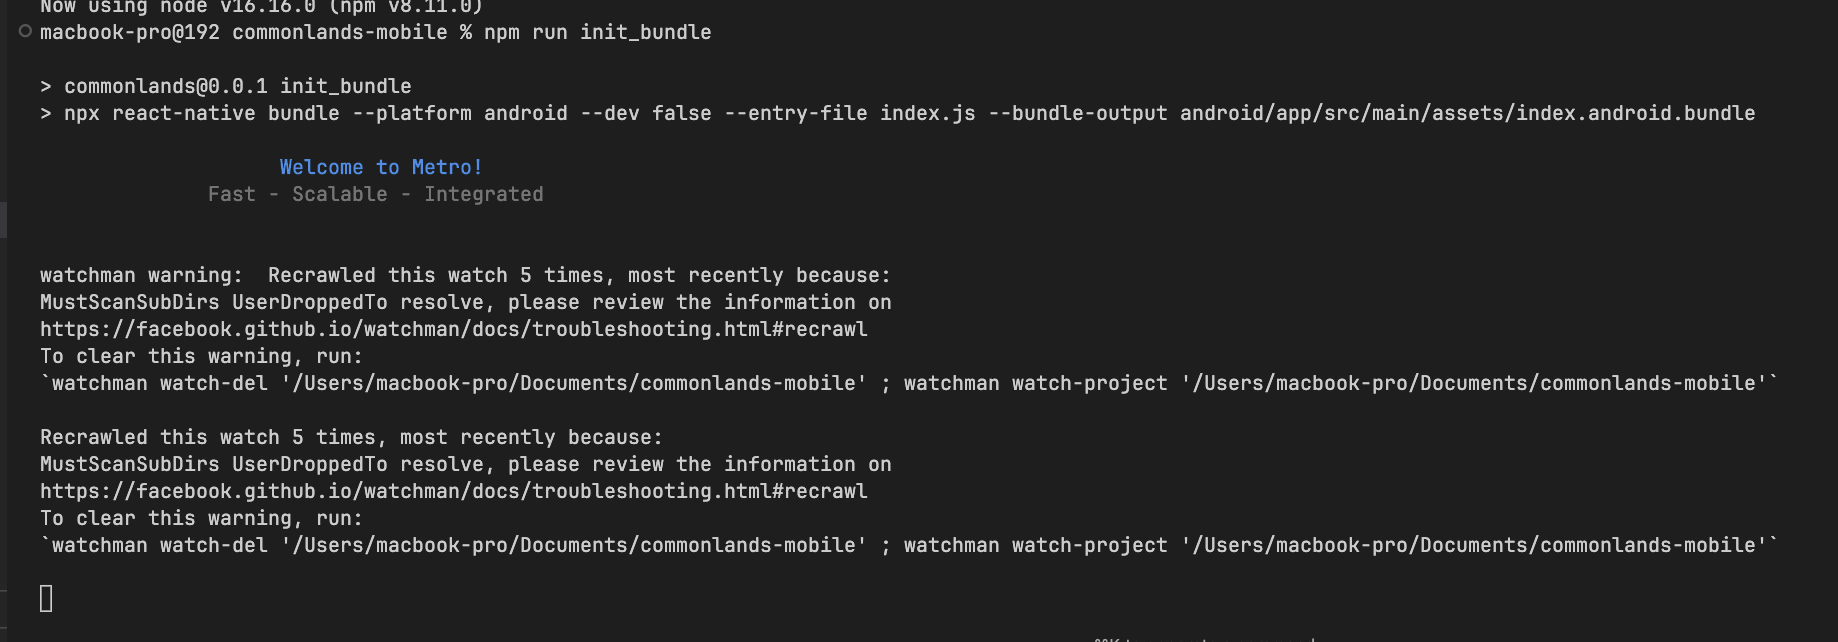 Now using node v16.16.0 (npm v8.11.0)
macbook-pro@192 commonlands-mobile % npm run init_bundle
> commonlands@0.0.1 init_bundle
> npx react-native bundle --platform android --dev false --entry-file index.js --bundle-output android/app/src/main/assets/index.android.bundle
Welcome to Metro!
Fast - Scalable - Integrated
watchman warning:  Recrawled this watch 5 times, most recently because:
MustScanSubDirs UserDroppedTo resolve, please review the information on
https://facebook.github.io/watchman/docs/troubleshooting.html#recrawl
To clear this warning, run:
`watchman watch-del '/Users/macbook-pro/Documents/commonlands-mobile' ; watchman watch-project '/Users/macbook-pro/Documents/commonlands-mobile'`
Recrawled this watch 5 times, most recently because:
MustScanSubDirs UserDroppedTo resolve, please review the information on
https://facebook.github.io/watchman/docs/troubleshooting.html#recrawl
To clear this warning, run:
`watchman watch-del '/Users/macbook-pro/Documents/commonlands-mobile' ; watchman watch-project '/Users/macbook-pro/Documents/commonlands-mobile'`